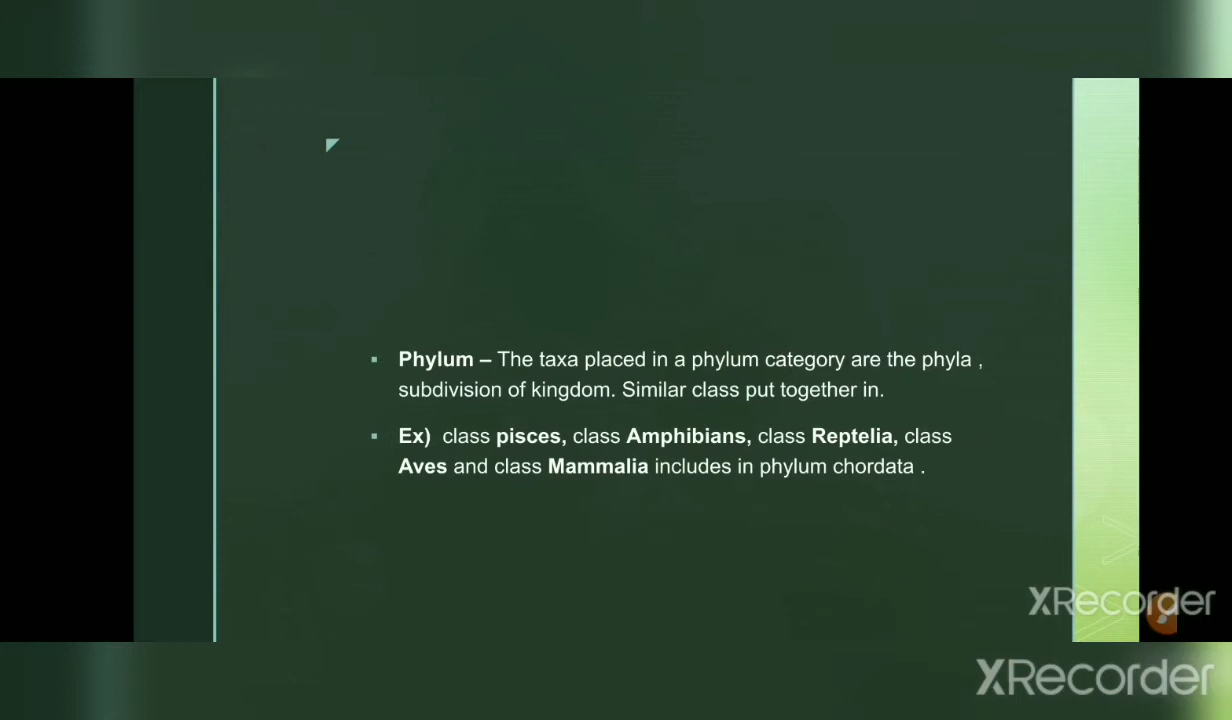 Phylum – The taxa placed in a phylum category are the phyla ,
subdivision of kingdom. Similar class put together in.
Ex) class pisces, class Amphibians, class Reptelia, class
Aves and class Mammalia includes in phylum chordata .
XRecorder
XRecorder